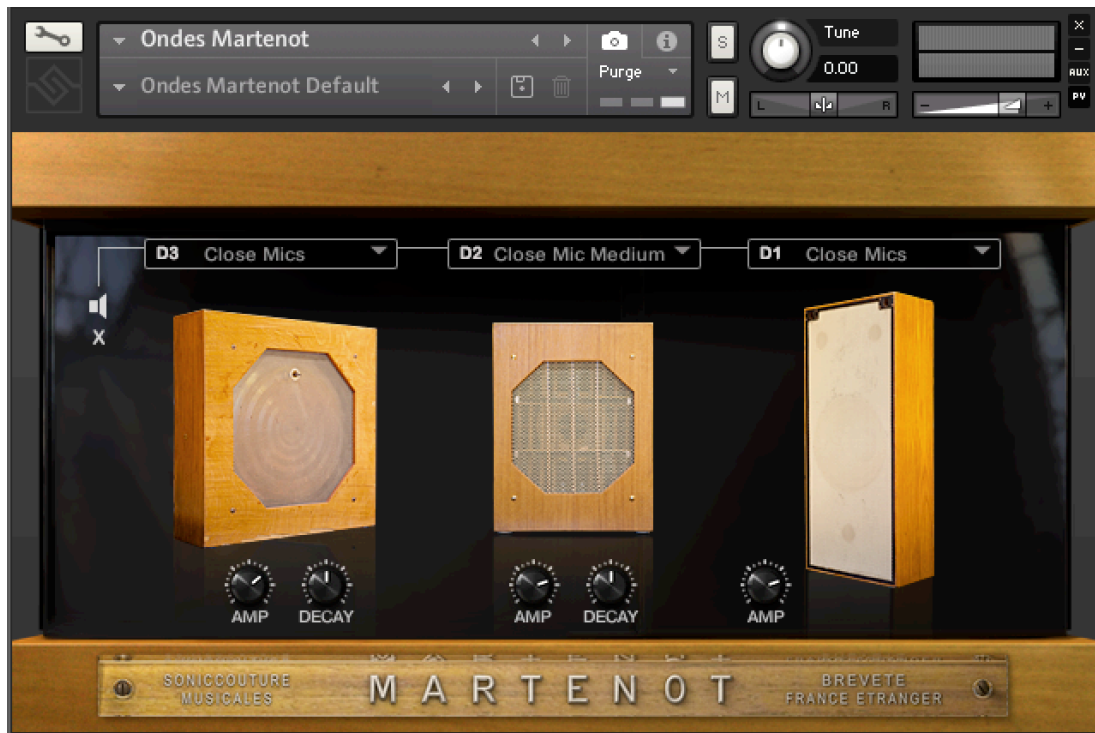 Ondes Martenot
Ondes Martenot Default
Purge
S
M
Tune
0.00
L R
- +
X
-
AUX
PV
D3 Close Mics
D2 Close Mic Medium
D1 Close Mics
X
AMP
DECAY
AMP
DECAY
AMP
SONICCOUTURE
MUSICALES
MARTENOT
BREVETE
FRANCE ETRANGER